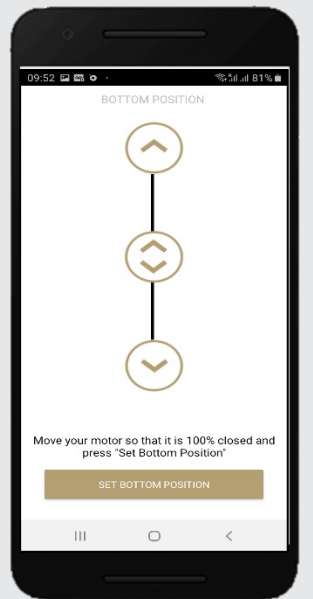 09:52 81%
BOTTOM POSITION
Move your motor so that it is 100% closed and
press "Set Bottom Position"
SET BOTTOM POSITION